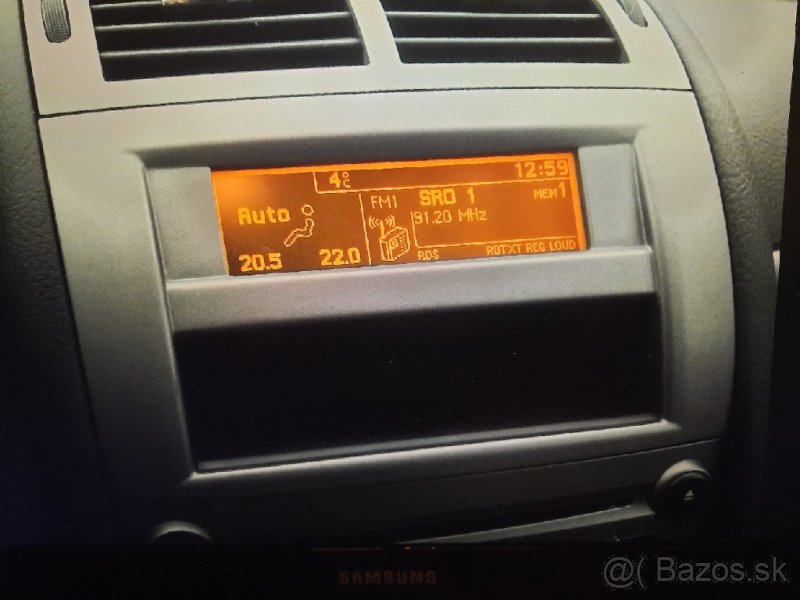 4°C 12:59
Auto FM1 SRO 1 MEM1
91.20 MHz
20.5 22.0 RDS RDTXT REG LOUD
SAMSUNG
@( Bazos.sk